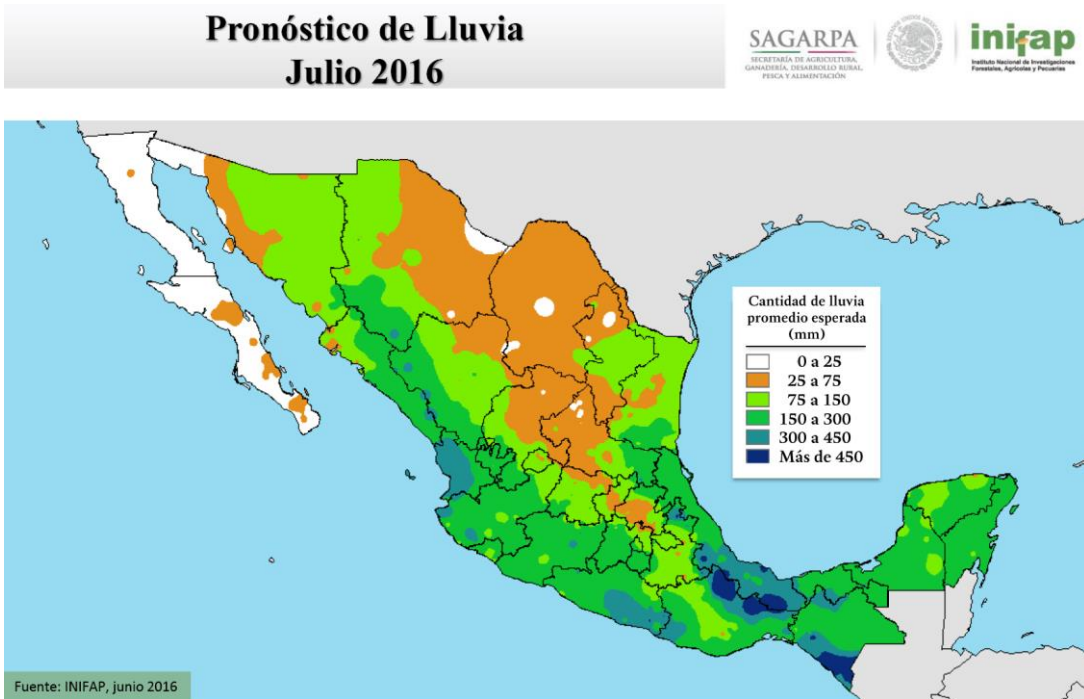 Pronóstico de Lluvia
Julio 2016
SAGARPA
SECRETARÍA DE AGRICULTURA,
GANADERÍA, DESARROLLO RURAL,
PESCA Y ALIMENTACIÓN
inifap
Instituto Nacional de Investigaciones
Forestales, Agrícolas y Pecuarias
Cantidad de lluvia
promedio esperada
(mm)
0 a 25
25 a 75
75 a 150
150 a 300
300 a 450
Más de 450
Fuente: INIFAP, junio 2016